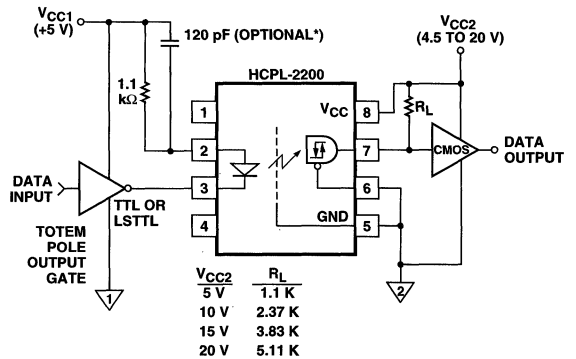 VCC1
(+5 V)
120 pF (OPTIONAL*)
VCC2
(4.5 TO 20 V)
HCPL-2200
1.1
kΩ
1
2
3
4
VCC
8
7
6
GND
5
RL
CMOS
DATA
OUTPUT
DATA
INPUT
TTL OR
LSTTL
TOTEM
POLE
OUTPUT
GATE
1
2
VCC2 RL
5 V 1.1 K
10 V 2.37 K
15 V 3.83 K
20 V 5.11 K